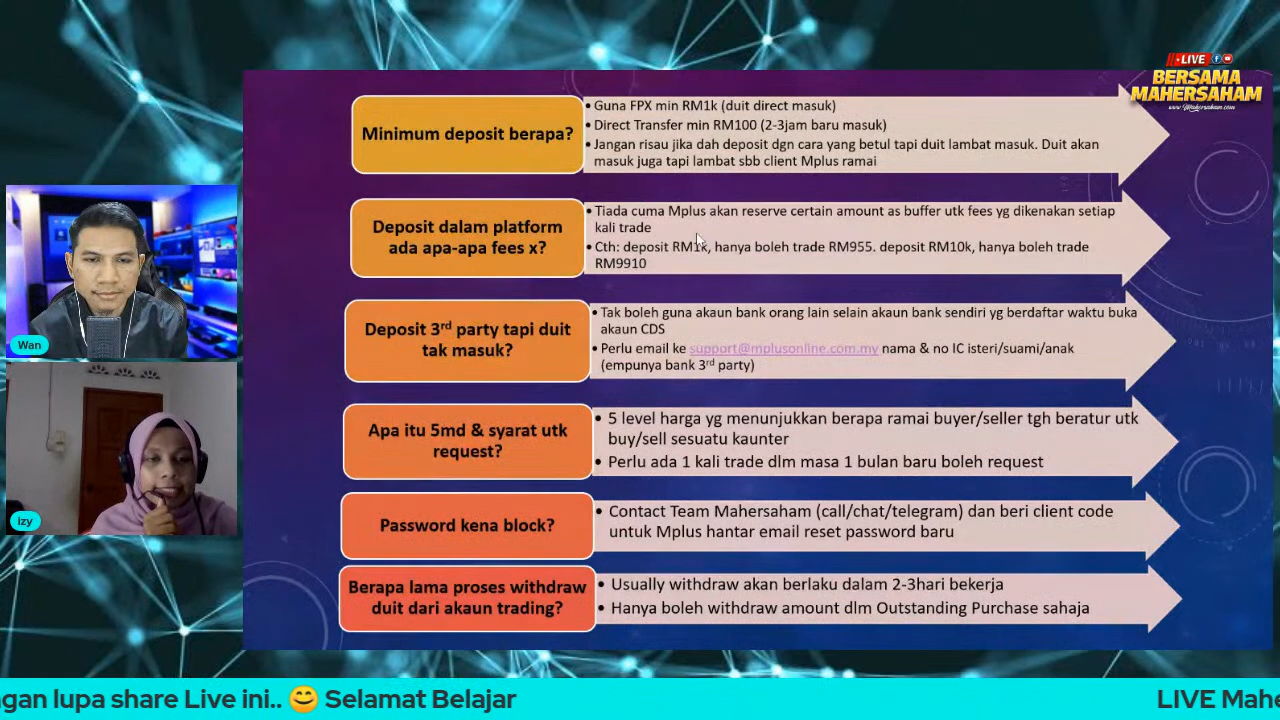 LIVE
BERSAMA
MAHERSAHAM
www.Mahersaham.com
Minimum deposit berapa?
• Guna FPX min RM1k (duit direct masuk)
• Direct Transfer min RM100 (2-3jam baru masuk)
• Jangan risau jika dah deposit dgn cara yang betul tapi duit lambat masuk. Duit akan
masuk juga tapi lambat sbb client Mplus ramai
Deposit dalam platform
ada apa-apa fees x?
• Tiada cuma Mplus akan reserve certain amount as buffer utk fees yg dikenakan setiap
kali trade
• Cth: deposit RM1k, hanya boleh trade RM955. deposit RM10k, hanya boleh trade
RM9910
Deposit 3rd party tapi duit
tak masuk?
• Tak boleh guna akaun bank orang lain selain akaun bank sendiri yg berdaftar waktu buka
akaun CDS
• Perlu email ke support@mplusonline.com.my nama & no IC isteri/suami/anak
(empunya bank 3rd party)
Apa itu 5md & syarat utk
request?
• 5 level harga yg menunjukkan berapa ramai buyer/seller tgh beratur utk
buy/sell sesuatu kaunter
• Perlu ada 1 kali trade dlm masa 1 bulan baru boleh request
Password kena block?
• Contact Team Mahersaham (call/chat/telegram) dan beri client code
untuk Mplus hantar email reset password baru
Berapa lama proses withdraw
duit dari akaun trading?
• Usually withdraw akan berlaku dalam 2-3hari bekerja
• Hanya boleh withdraw amount dlm Outstanding Purchase sahaja
Wan
Izy
ngan lupa share Live ini.. 😊 Selamat Belajar
LIVE Mahe